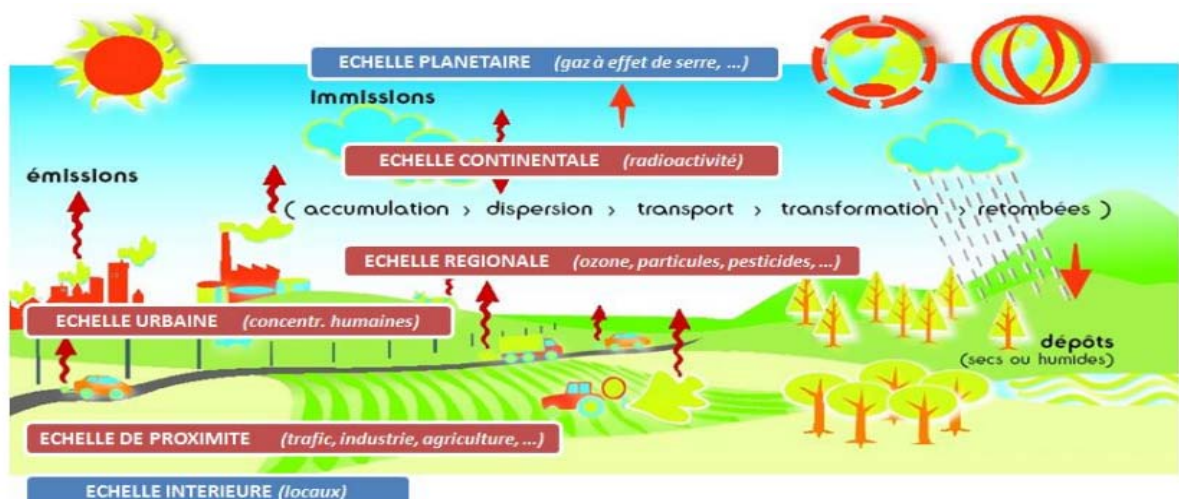 ECHELLE PLANETAIRE (gaz à effet de serre, ...)
immissions
ECHELLE CONTINENTALE (radioactivité)
émissions
( accumulation > dispersion > transport > transformation > retombées )
ECHELLE REGIONALE (ozone, particules, pesticides, ...)
ECHELLE URBAINE (concentr. humaines)
dépôts
(secs ou humides)
ECHELLE DE PROXIMITE (trafic, industrie, agriculture, ...)
ECHELLE INTERIEURE (locaux)